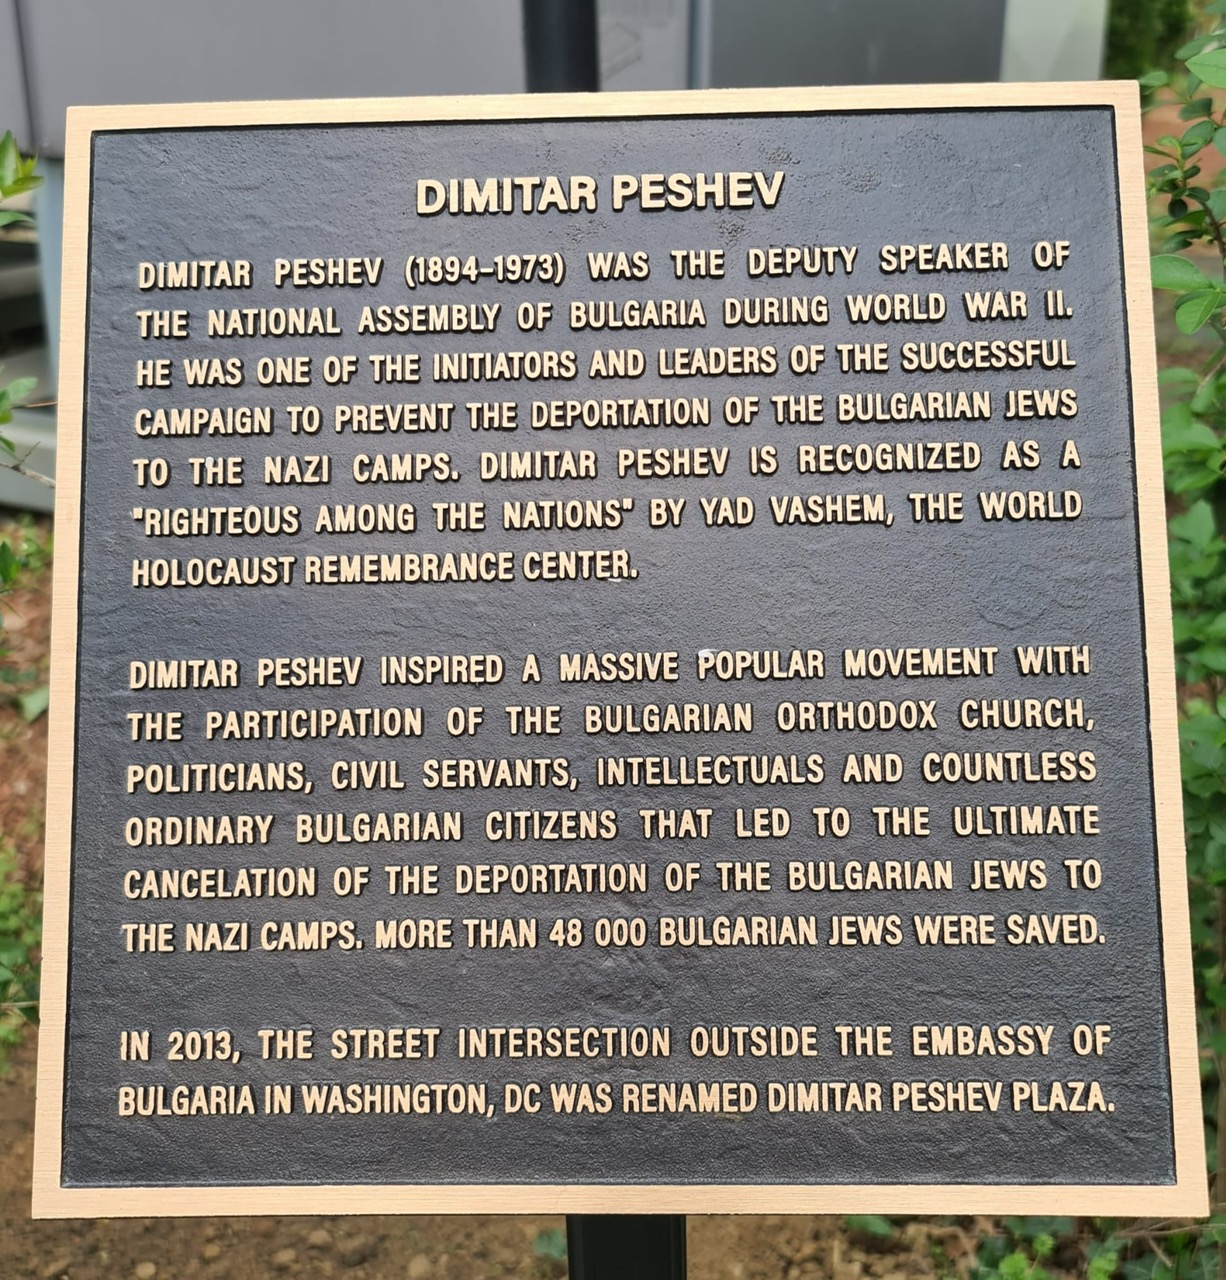 DIMITAR PESHEV
DIMITAR PESHEV (1894-1973) WAS THE DEPUTY SPEAKER OF
THE NATIONAL ASSEMBLY OF BULGARIA DURING WORLD WAR II.
HE WAS ONE OF THE INITIATORS AND LEADERS OF THE SUCCESSFUL
CAMPAIGN TO PREVENT THE DEPORTATION OF THE BULGARIAN JEWS
TO THE NAZI CAMPS. DIMITAR PESHEV IS RECOGNIZED AS A
"RIGHTEOUS AMONG THE NATIONS" BY YAD VASHEM, THE WORLD
HOLOCAUST REMEMBRANCE CENTER.
DIMITAR PESHEV INSPIRED A MASSIVE POPULAR MOVEMENT WITH
THE PARTICIPATION OF THE BULGARIAN ORTHODOX CHURCH,
POLITICIANS, CIVIL SERVANTS, INTELLECTUALS AND COUNTLESS
ORDINARY BULGARIAN CITIZENS THAT LED TO THE ULTIMATE
CANCELATION OF THE DEPORTATION OF THE BULGARIAN JEWS TO
THE NAZI CAMPS. MORE THAN 48 000 BULGARIAN JEWS WERE SAVED.
IN 2013, THE STREET INTERSECTION OUTSIDE THE EMBASSY OF
BULGARIA IN WASHINGTON, DC WAS RENAMED DIMITAR PESHEV PLAZA.